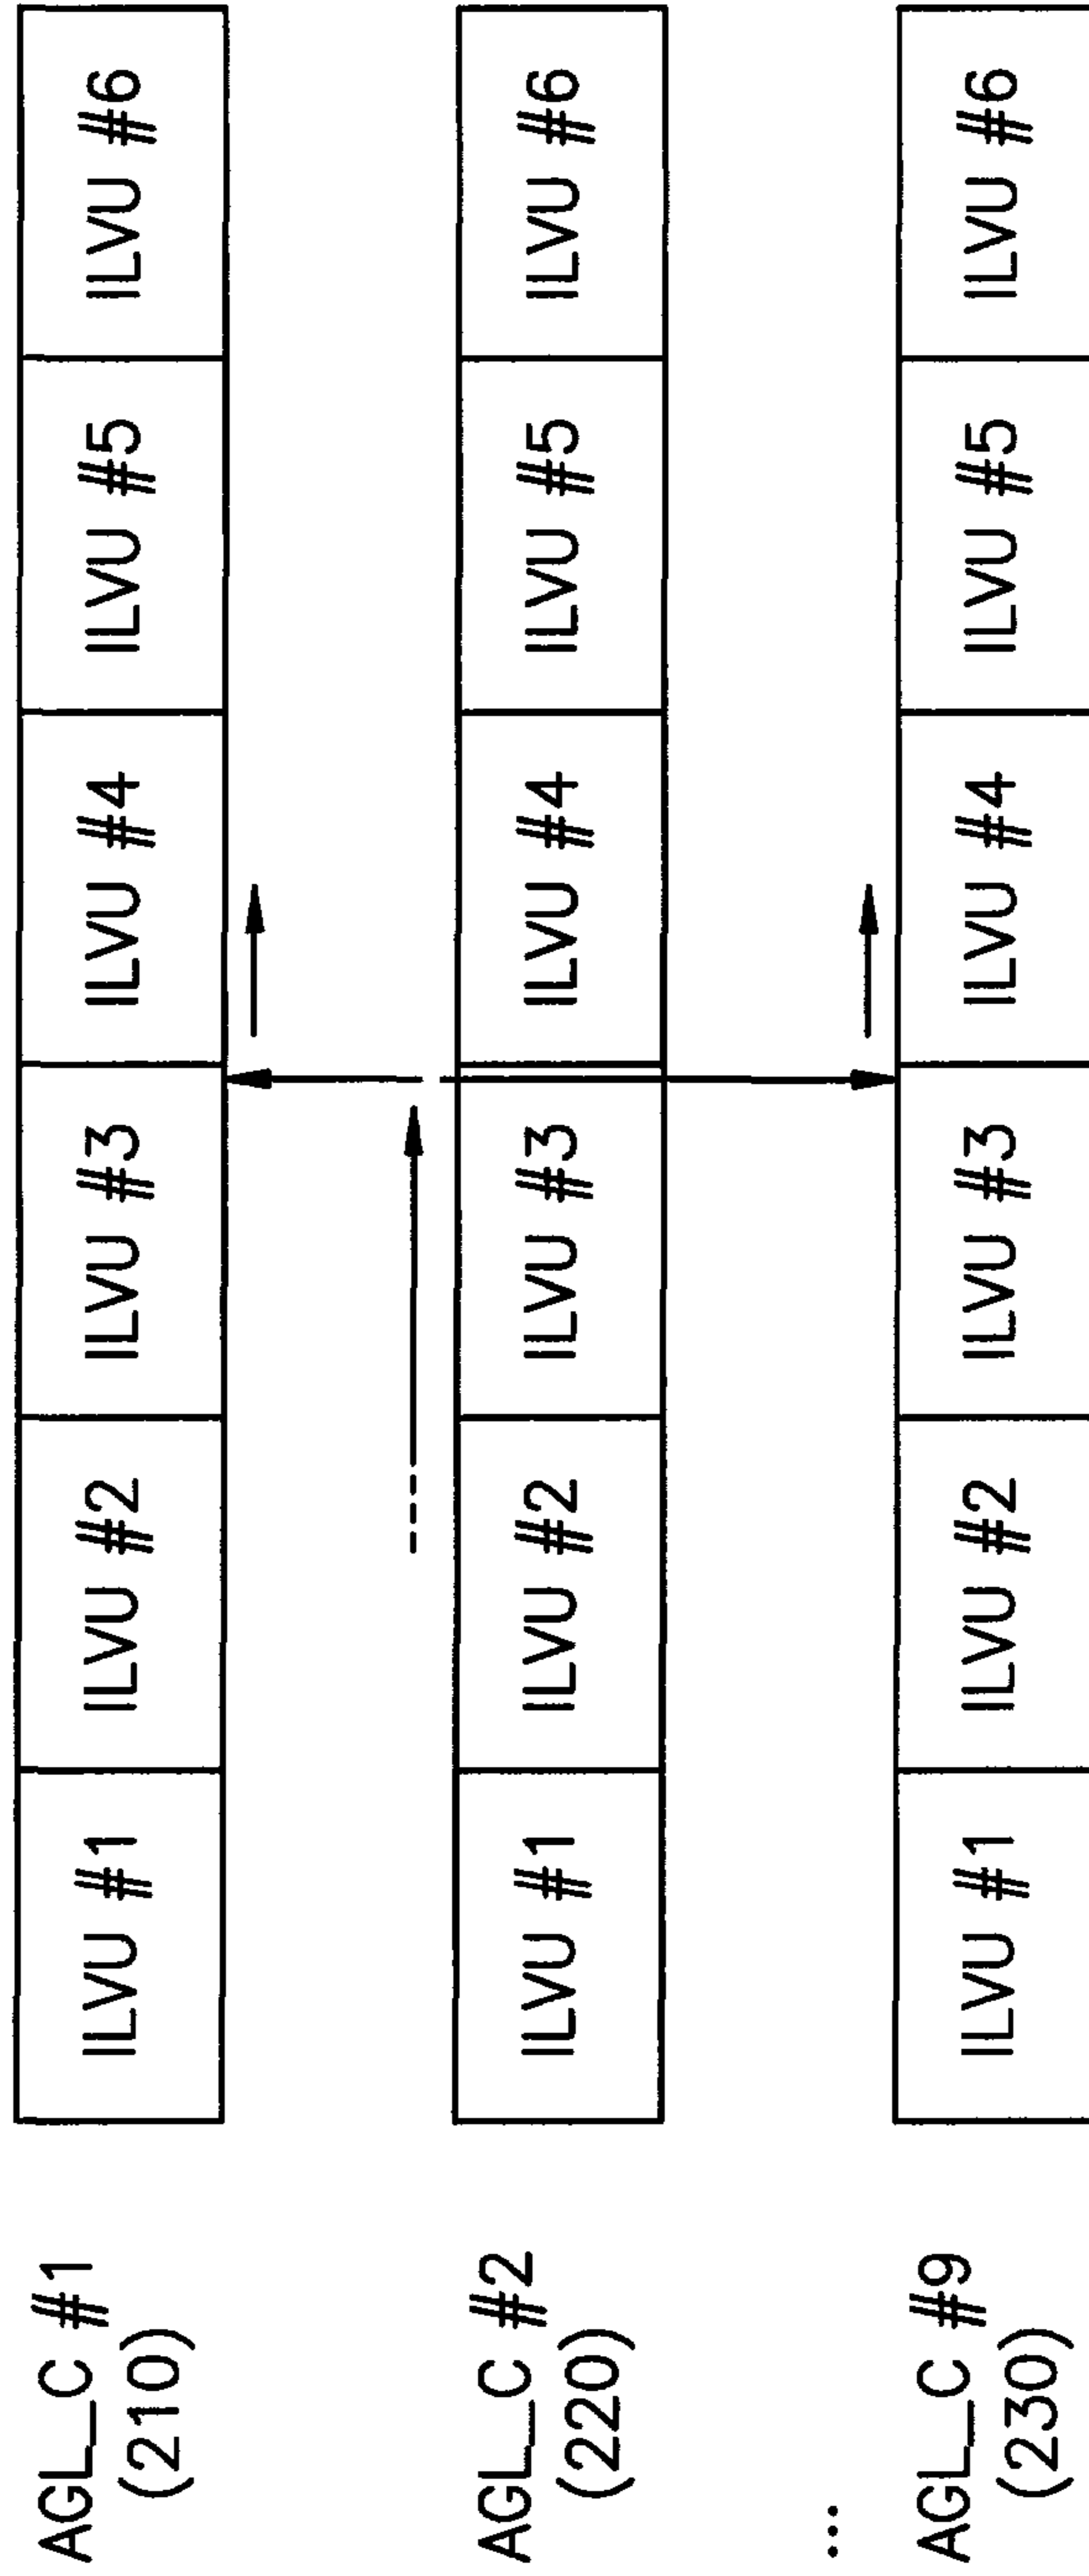 AGL_C #1
(210)
ILVU #1
ILVU #2
ILVU #3
ILVU #4
ILVU #5
ILVU #6
AGL_C #2
(220)
ILVU #1
ILVU #2
ILVU #3
ILVU #4
ILVU #5
ILVU #6
...
AGL_C #9
(230)
ILVU #1
ILVU #2
ILVU #3
ILVU #4
ILVU #5
ILVU #6